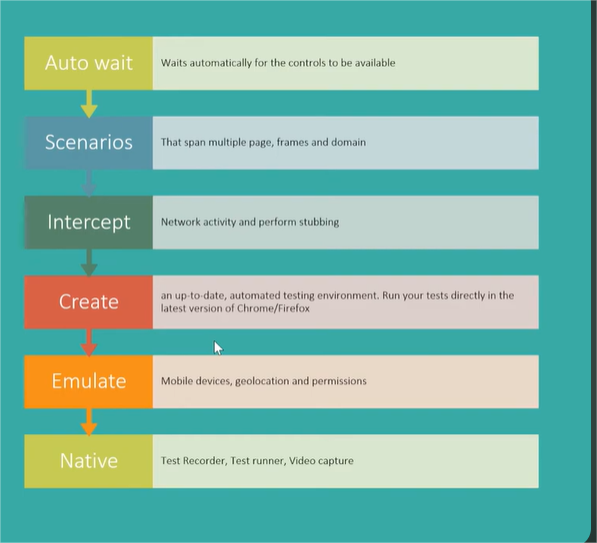 Auto wait
Waits automatically for the controls to be available
Scenarios
That span multiple page, frames and domain
Intercept
Network activity and perform stubbing
Create
an up-to-date, automated testing environment. Run your tests directly in the
latest version of Chrome/Firefox
Emulate
Mobile devices, geolocation and permissions
Native
Test Recorder, Test runner, Video capture